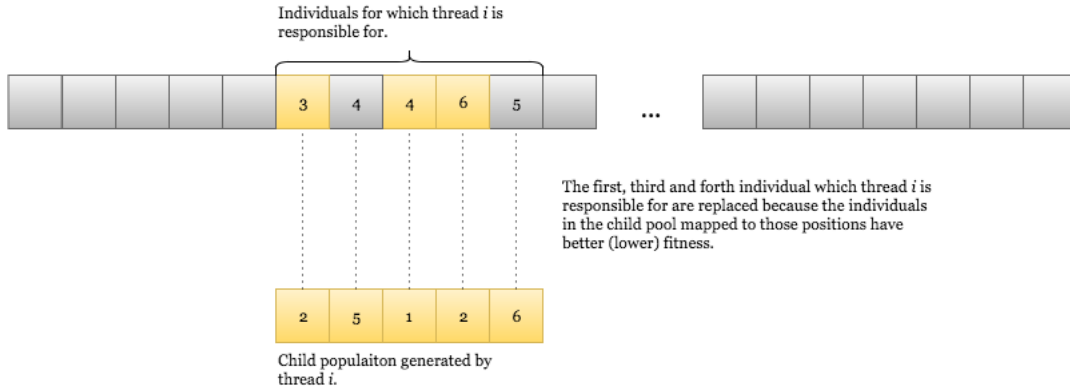 Individuals for which thread i is
responsible for.
3 4 4 6 5
...
The first, third and forth individual which thread i is
responsible for are replaced because the individuals
in the child pool mapped to those positions have
better (lower) fitness.
2 5 1 2 6
Child populaiton generated by
thread i.